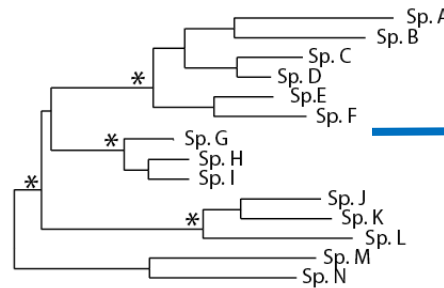 Sp. A
Sp. B
Sp. C
Sp. D
Sp.E
Sp. F
Sp. G
Sp. H
Sp. I
Sp. J
Sp. K
Sp. L
Sp. M
Sp. N
*
*
*
*